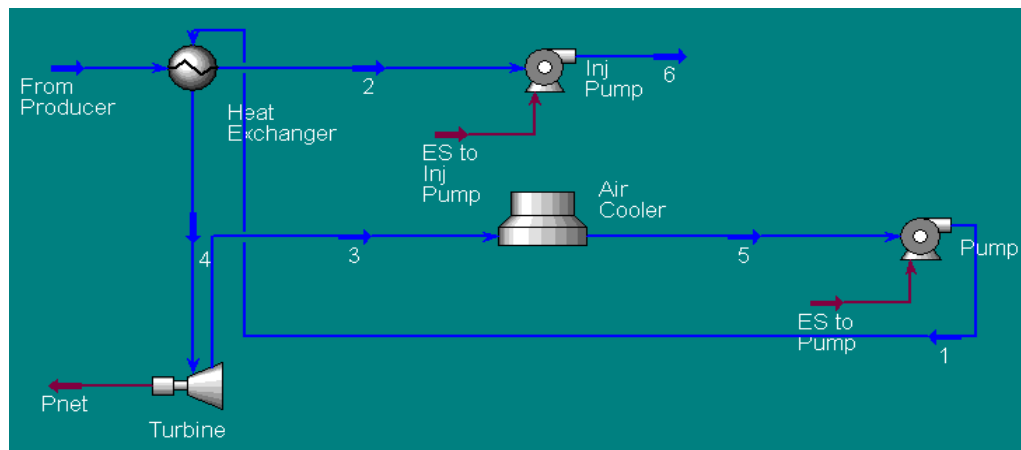 From
Producer
Heat
Exchanger
2
Inj
Pump
6
ES to
Inj
Pump
Air
Cooler
4
3
5
Pump
ES to
Pump
1
Pnet
Turbine